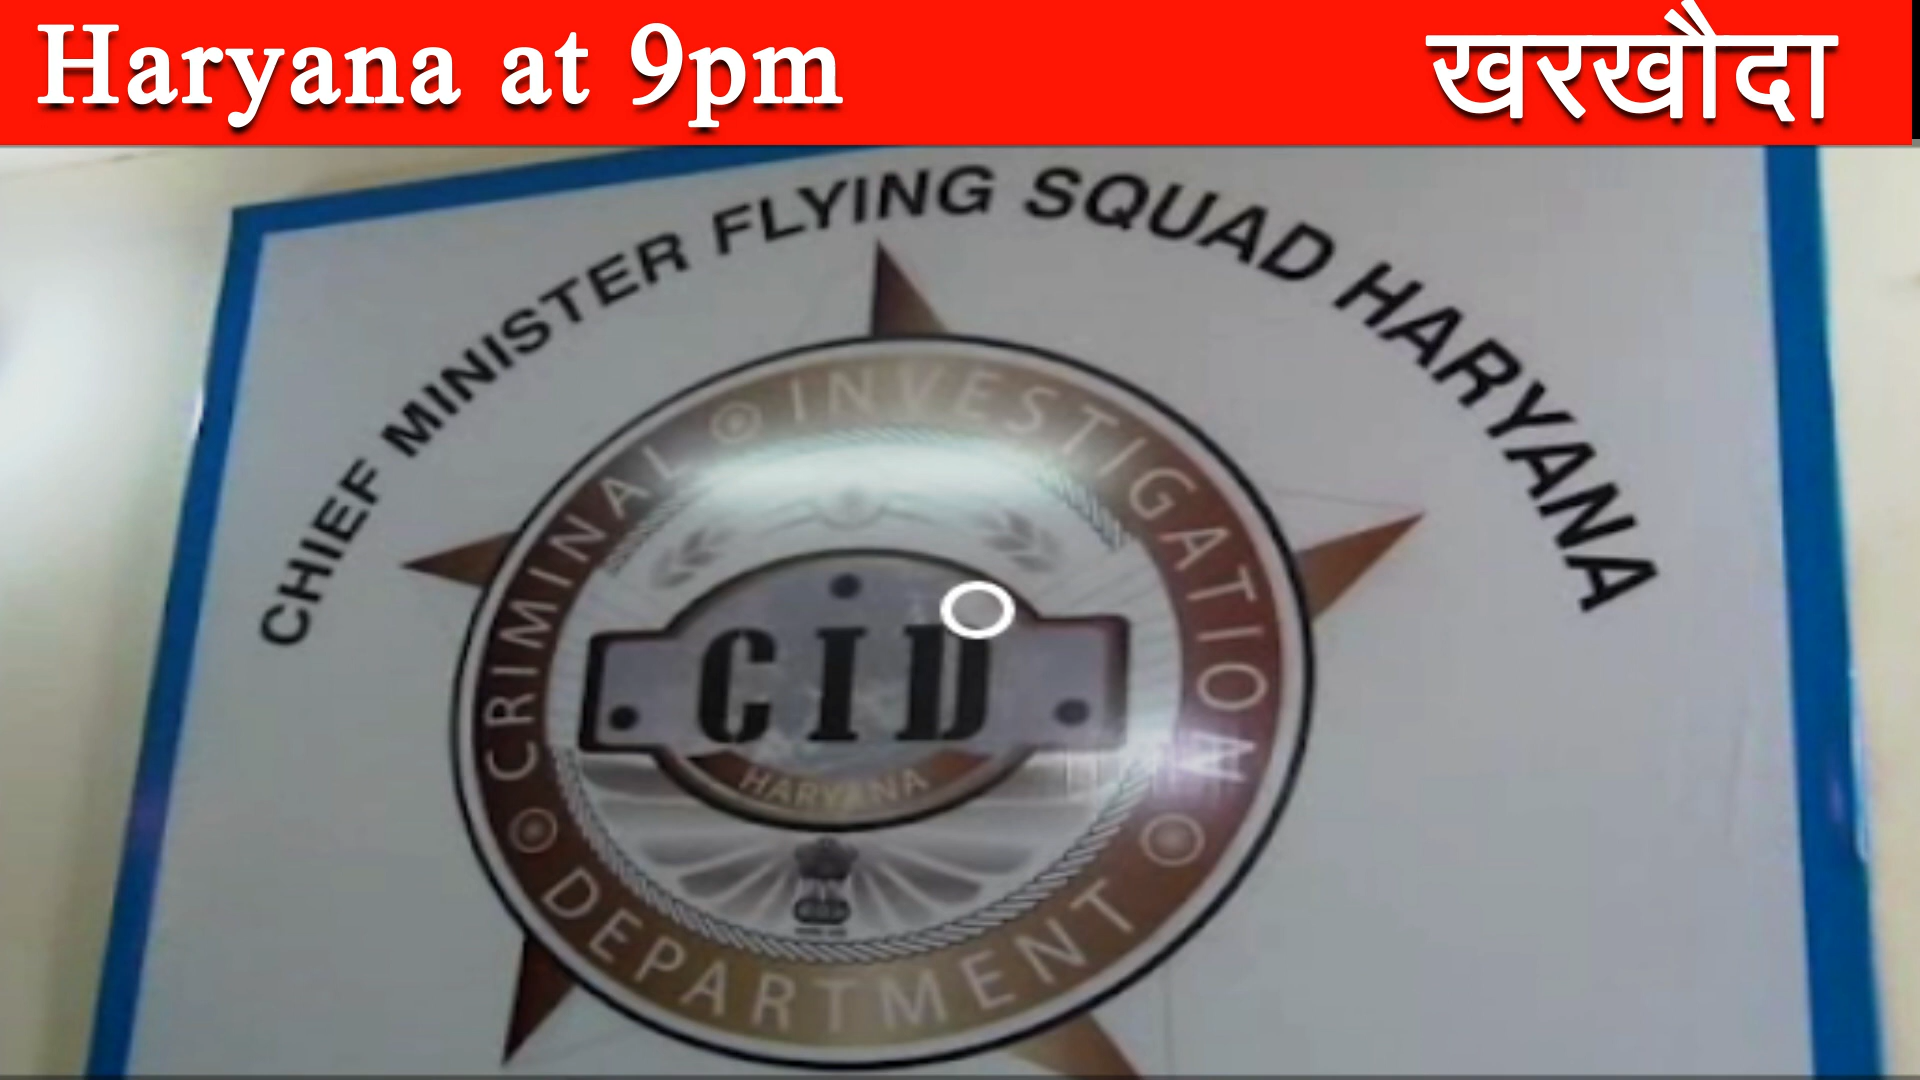 Haryana at 9pm
खरखौदा
CHIEF MINISTER FLYING SQUAD HARYANA
CRIMINAL INVESTIGATION
CID
HARYANA
DEPARTMENT